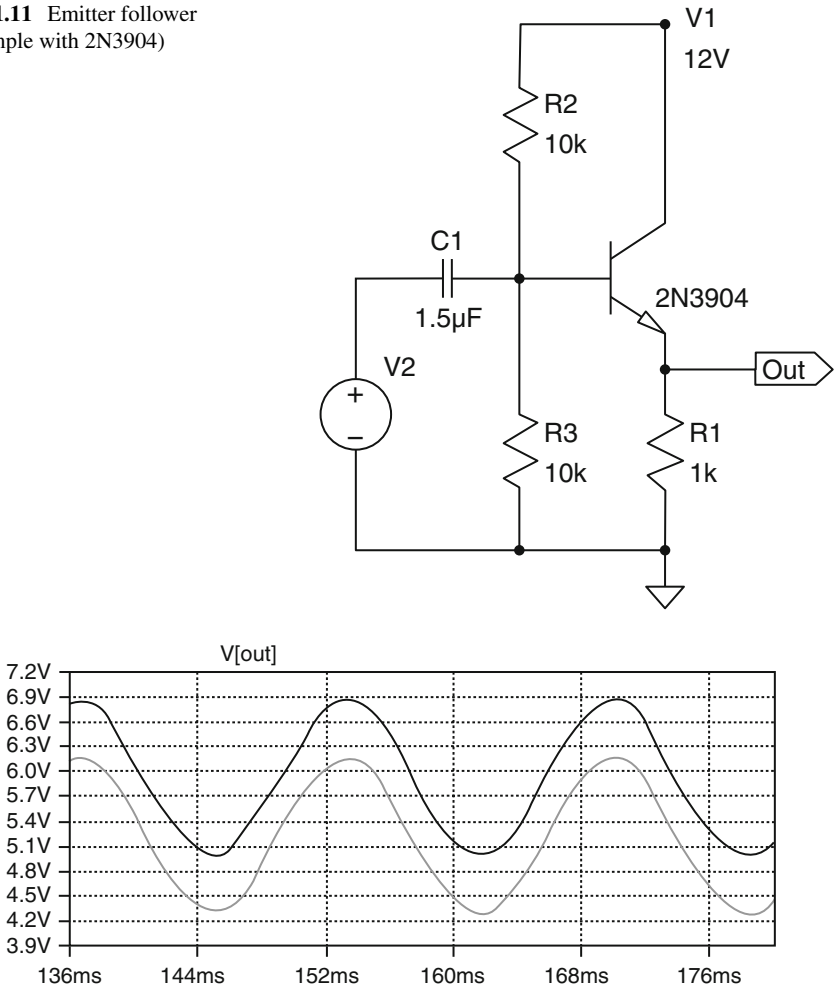 1.11 Emitter follower
mple with 2N3904)
V1
12V
R2
10k
C1
1.5µF
2N3904
V2
Out
+
−
R3
10k
R1
1k
V[out]
7.2V
6.9V
6.6V
6.3V
6.0V
5.7V
5.4V
5.1V
4.8V
4.5V
4.2V
3.9V
136ms 144ms 152ms 160ms 168ms 176ms